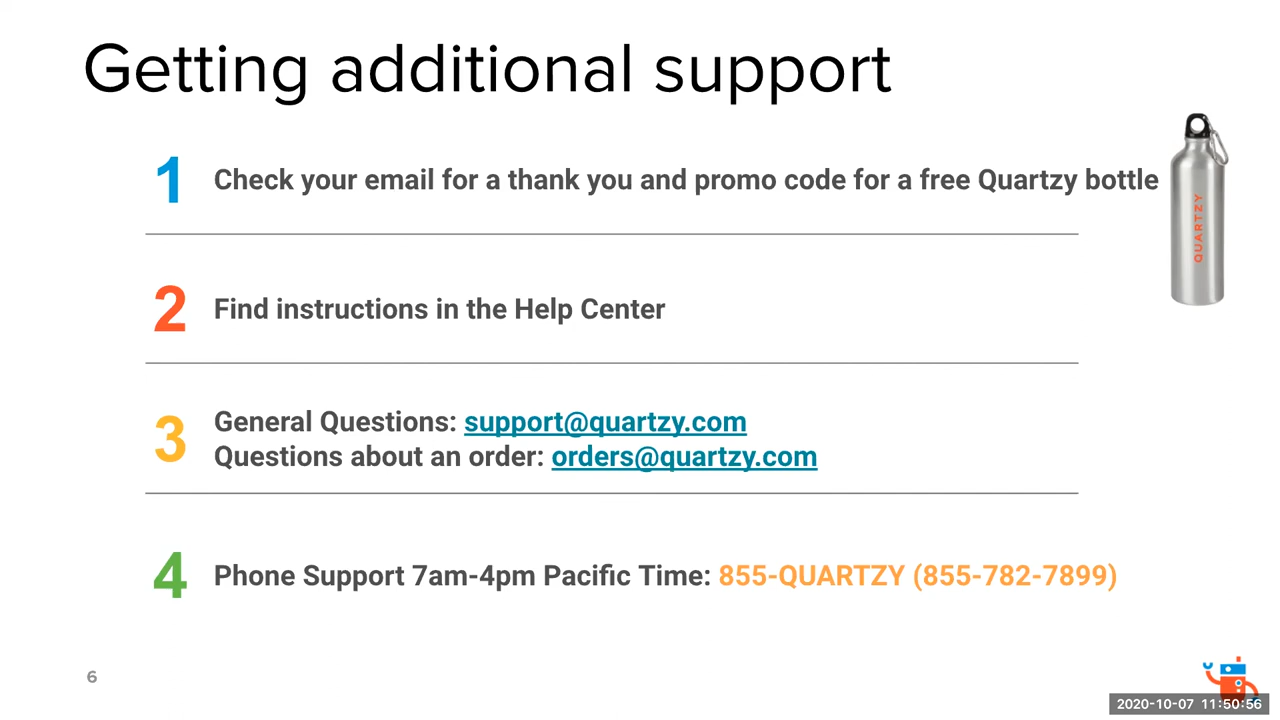 Getting additional support
1
Check your email for a thank you and promo code for a free Quartzy bottle
QUARTZY
2
Find instructions in the Help Center
3
General Questions: support@quartzy.com
Questions about an order: orders@quartzy.com
4
Phone Support 7am-4pm Pacific Time: 855-QUARTZY (855-782-7899)
6
2020-10-07 11:50:56